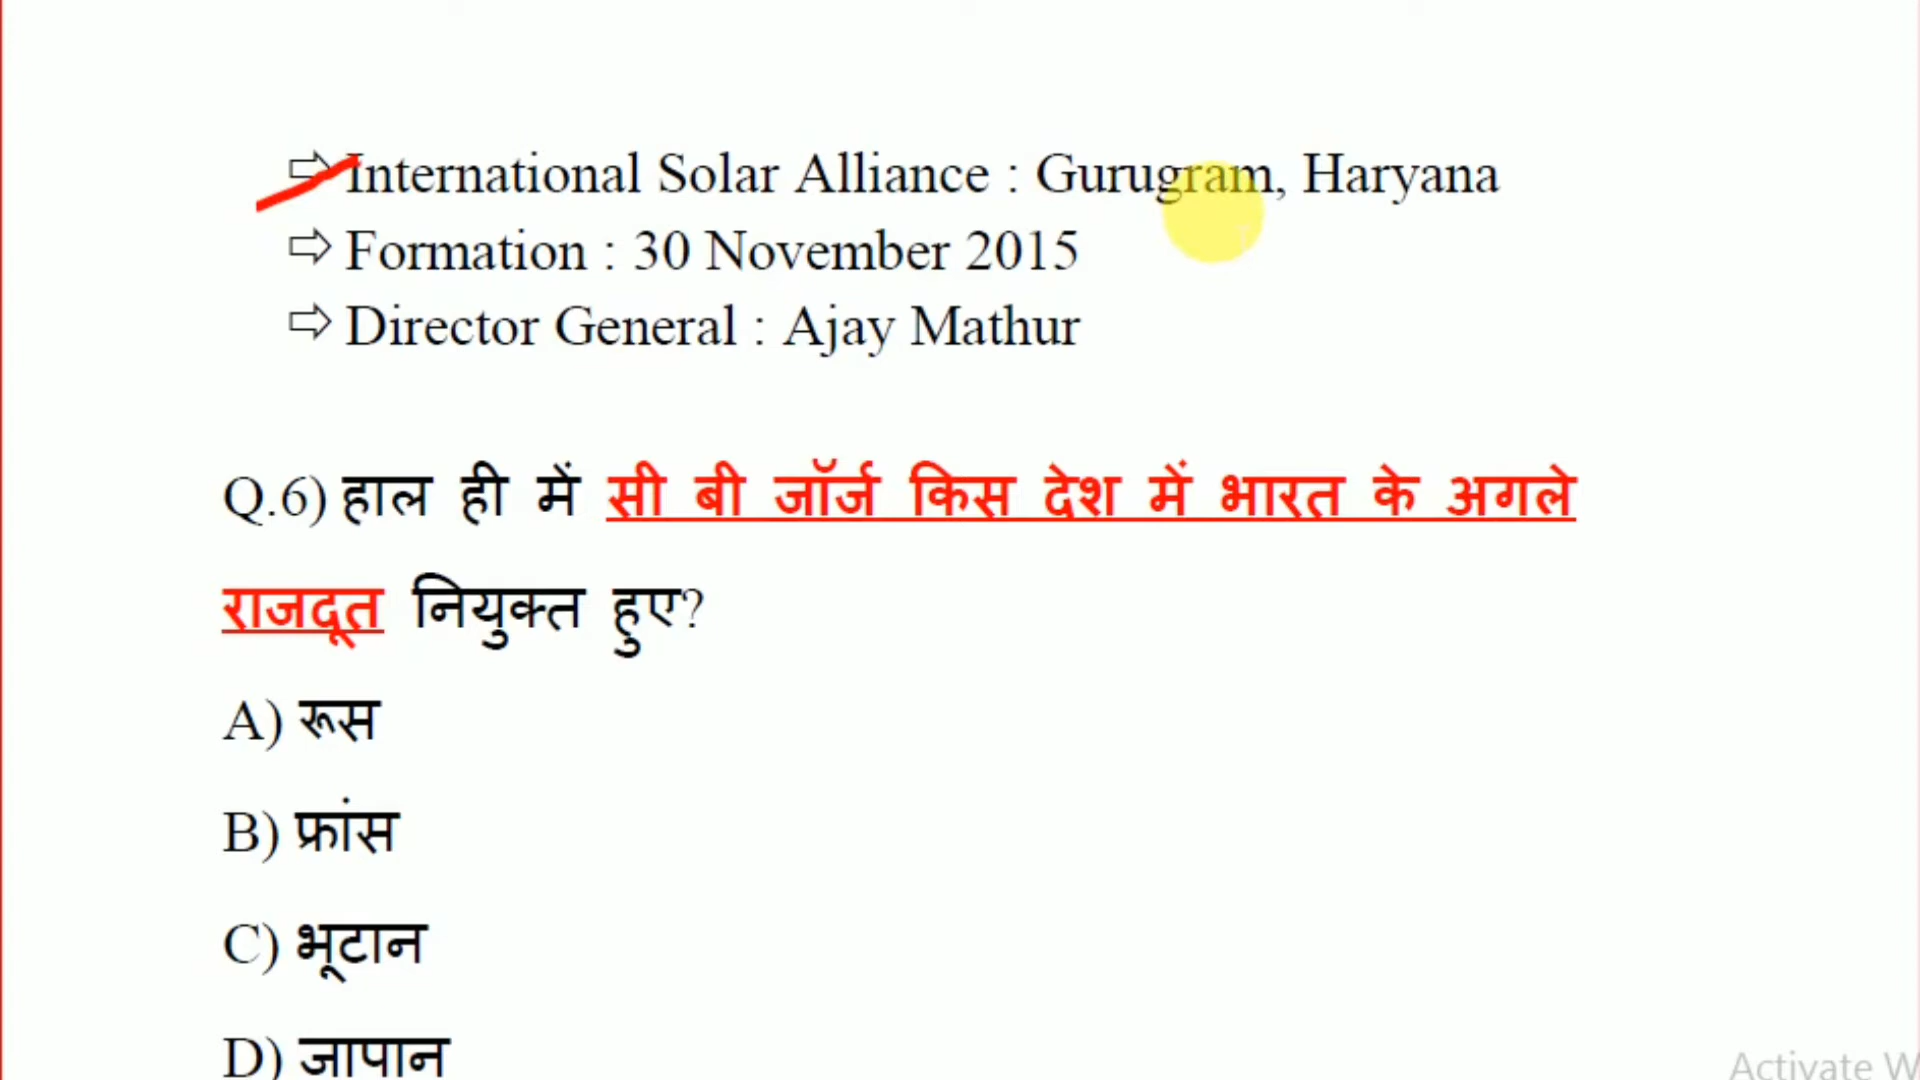 ⇨ International Solar Alliance : Gurugram, Haryana
⇨ Formation : 30 November 2015
⇨ Director General : Ajay Mathur
Q.6) हाल ही में सी बी जॉर्ज किस देश में भारत के अगले
राजदूत नियुक्त हुए?
A) रूस
B) फ्रांस
C) भूटान
D) जापान
Activate W